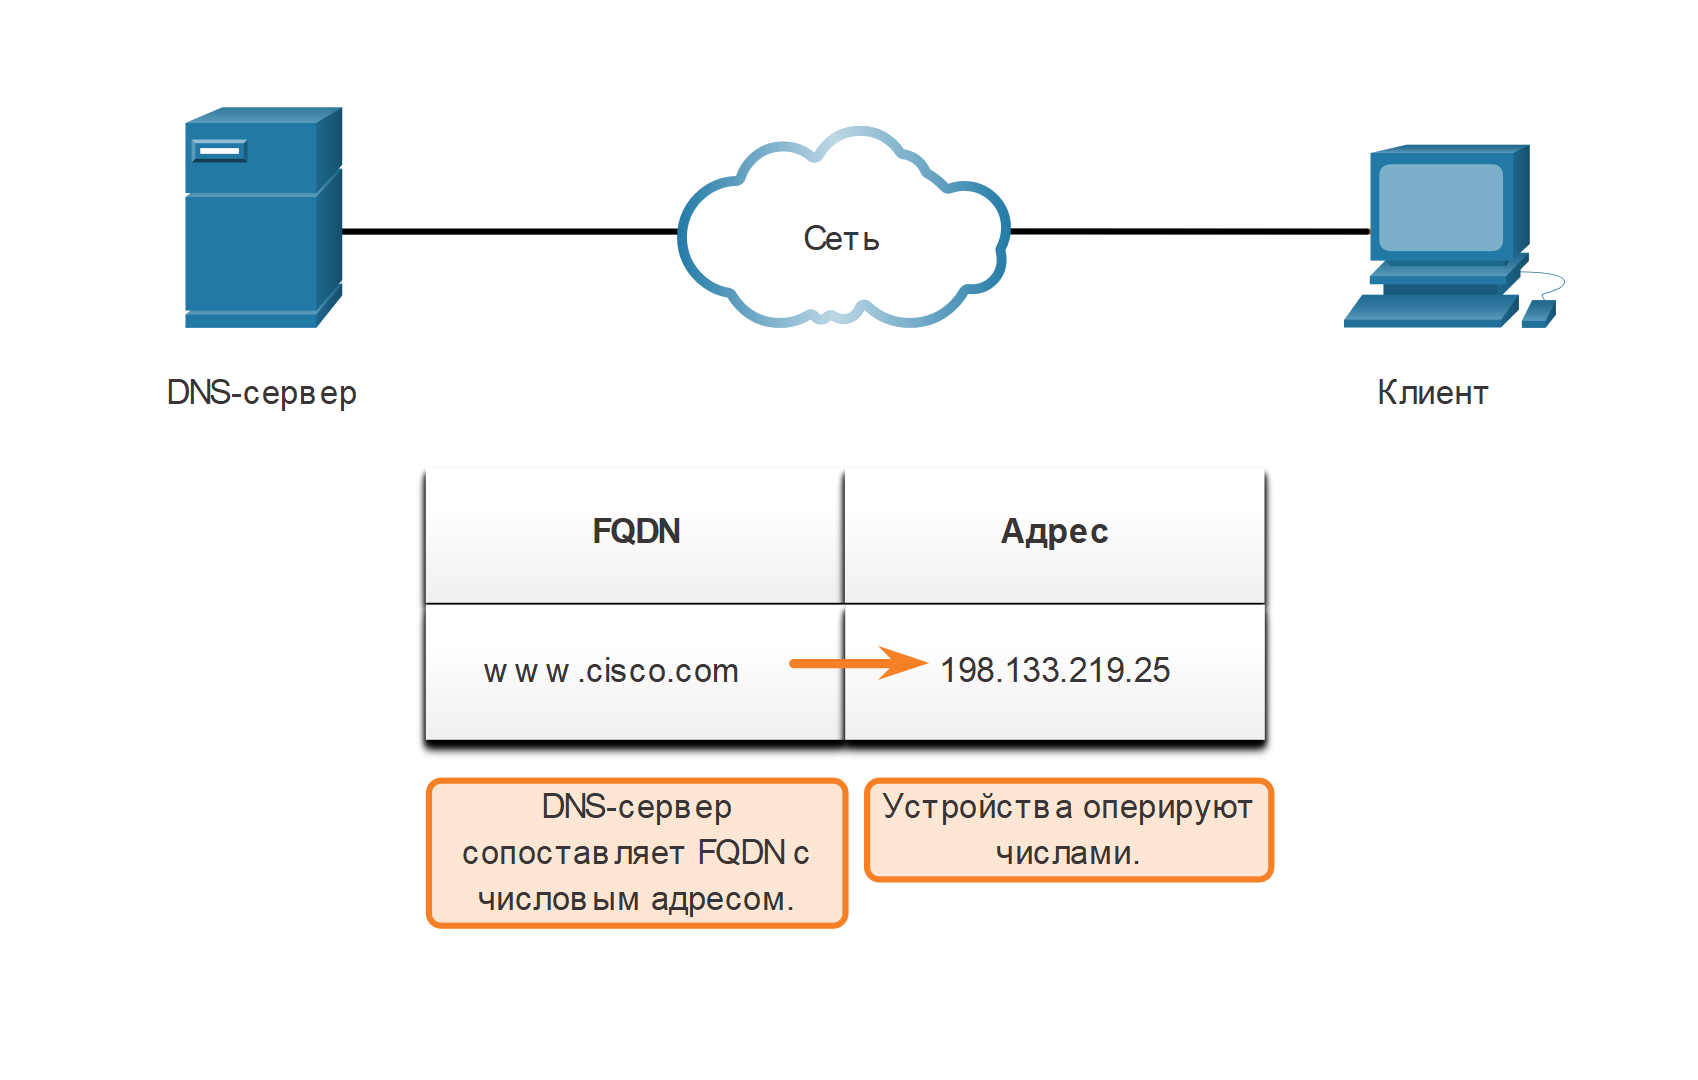 Сеть
DNS-сервер
Клиент
FQDN
Адрес
www.cisco.com
198.133.219.25
DNS-сервер
сопоставляет FQDN с
числовым адресом.
Устройства оперируют
числами.